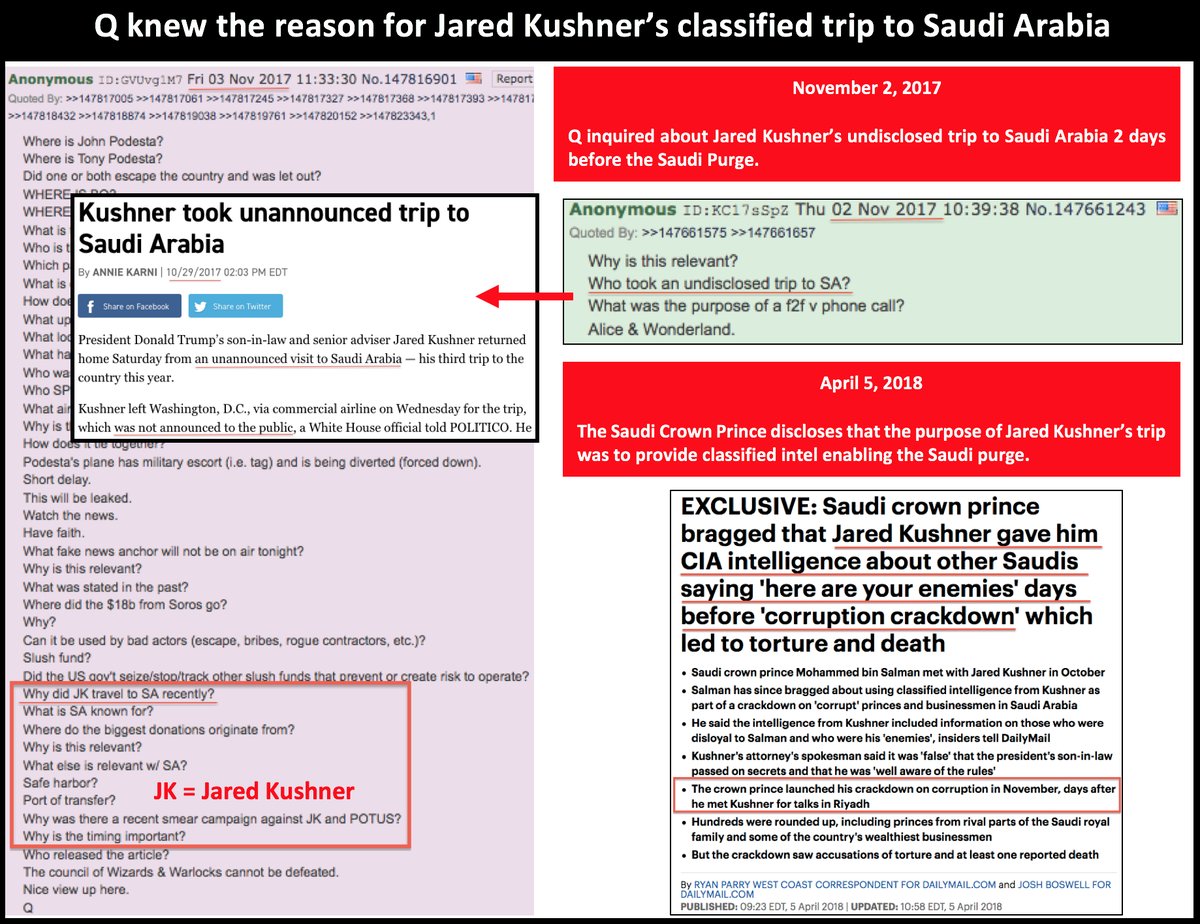 Q knew the reason for Jared Kushner's classified trip to Saudi Arabia
Anonymous ID:GVUvg1M7 Fri 03 Nov 2017 11:33:30 No.147816901 Report
Quoted By: >>147817005 >>147817061 >>147817245 >>147817327 >>147817368 >>147817393 >>147817
>>147818432 >>147818874 >>147819038 >>147819761 >>147820152 >>147823343,1
Where is John Podesta?
Where is Tony Podesta?
Did one or both escape the country and was let out?
WHERE IS BO?
WHERE
What is
Who is t
Which p
What is
How doe
What up
What loc
What ha
Who wa
Who SP
What air
Why is t
How does it tie together?
Podesta's plane has military escort (i.e. tag) and is being diverted (forced down).
Short delay.
This will be leaked.
Watch the news.
Have faith.
What fake news anchor will not be on air tonight?
Why is this relevant?
What was stated in the past?
Where did the $18b from Soros go?
Why?
Can it be used by bad actors (escape, bribes, rogue contractors, etc.)?
Slush fund?
Did the US gov't seize/stop/track other slush funds that prevent or create risk to operate?
Why did JK travel to SA recently?
What is SA known for?
Where do the biggest donations originate from?
Why is this relevant?
What else is relevant w/ SA?
Safe harbor?
Port of transfer?
JK = Jared Kushner
Why was there a recent smear campaign against JK and POTUS?
Why is the timing important?
Who released the article?
The council of Wizards & Warlocks cannot be defeated.
Nice view up here.
Q
Kushner took unannounced trip to
Saudi Arabia
By ANNIE KARNI | 10/29/2017 02:03 PM EDT
Share on Facebook Share on Twitter
President Donald Trump's son-in-law and senior adviser Jared Kushner returned
home Saturday from an unannounced visit to Saudi Arabia — his third trip to the
country this year.
Kushner left Washington, D.C., via commercial airline on Wednesday for the trip,
which was not announced to the public, a White House official told POLITICO. He
November 2, 2017
Q inquired about Jared Kushner's undisclosed trip to Saudi Arabia 2 days
before the Saudi Purge.
Anonymous ID:KC17sSpZ Thu 02 Nov 2017 10:39:38 No.147661243
Quoted By: >>147661575 >>147661657
Why is this relevant?
Who took an undisclosed trip to SA?
What was the purpose of a f2f v phone call?
Alice & Wonderland.
April 5, 2018
The Saudi Crown Prince discloses that the purpose of Jared Kushner's trip
was to provide classified intel enabling the Saudi purge.
EXCLUSIVE: Saudi crown prince
bragged that Jared Kushner gave him
CIA intelligence about other Saudis
saying 'here are your enemies' days
before 'corruption crackdown' which
led to torture and death
• Saudi crown prince Mohammed bin Salman met with Jared Kushner in October
• Salman has since bragged about using classified intelligence from Kushner as
part of a crackdown on 'corrupt' princes and businessmen in Saudi Arabia
• He said the intelligence from Kushner included information on those who were
disloyal to Salman and who were his 'enemies', insiders tell DailyMail
• Kushner's attorney's spokesman said it was 'false' that the president's son-in-law
passed on secrets and that he was 'well aware of the rules'
• The crown prince launched his crackdown on corruption in November, days after
he met Kushner for talks in Riyadh
• Hundreds were rounded up, including princes from rival parts of the Saudi royal
family and some of the country's wealthiest businessmen
• But the crackdown saw accusations of torture and at least one reported death
By RYAN PARRY WEST COAST CORRESPONDENT FOR DAILYMAIL.COM and JOSH BOSWELL FOR
DAILYMAIL.COM
PUBLISHED: 09:23 EDT, 5 April 2018 | UPDATED: 10:58 EDT, 5 April 2018